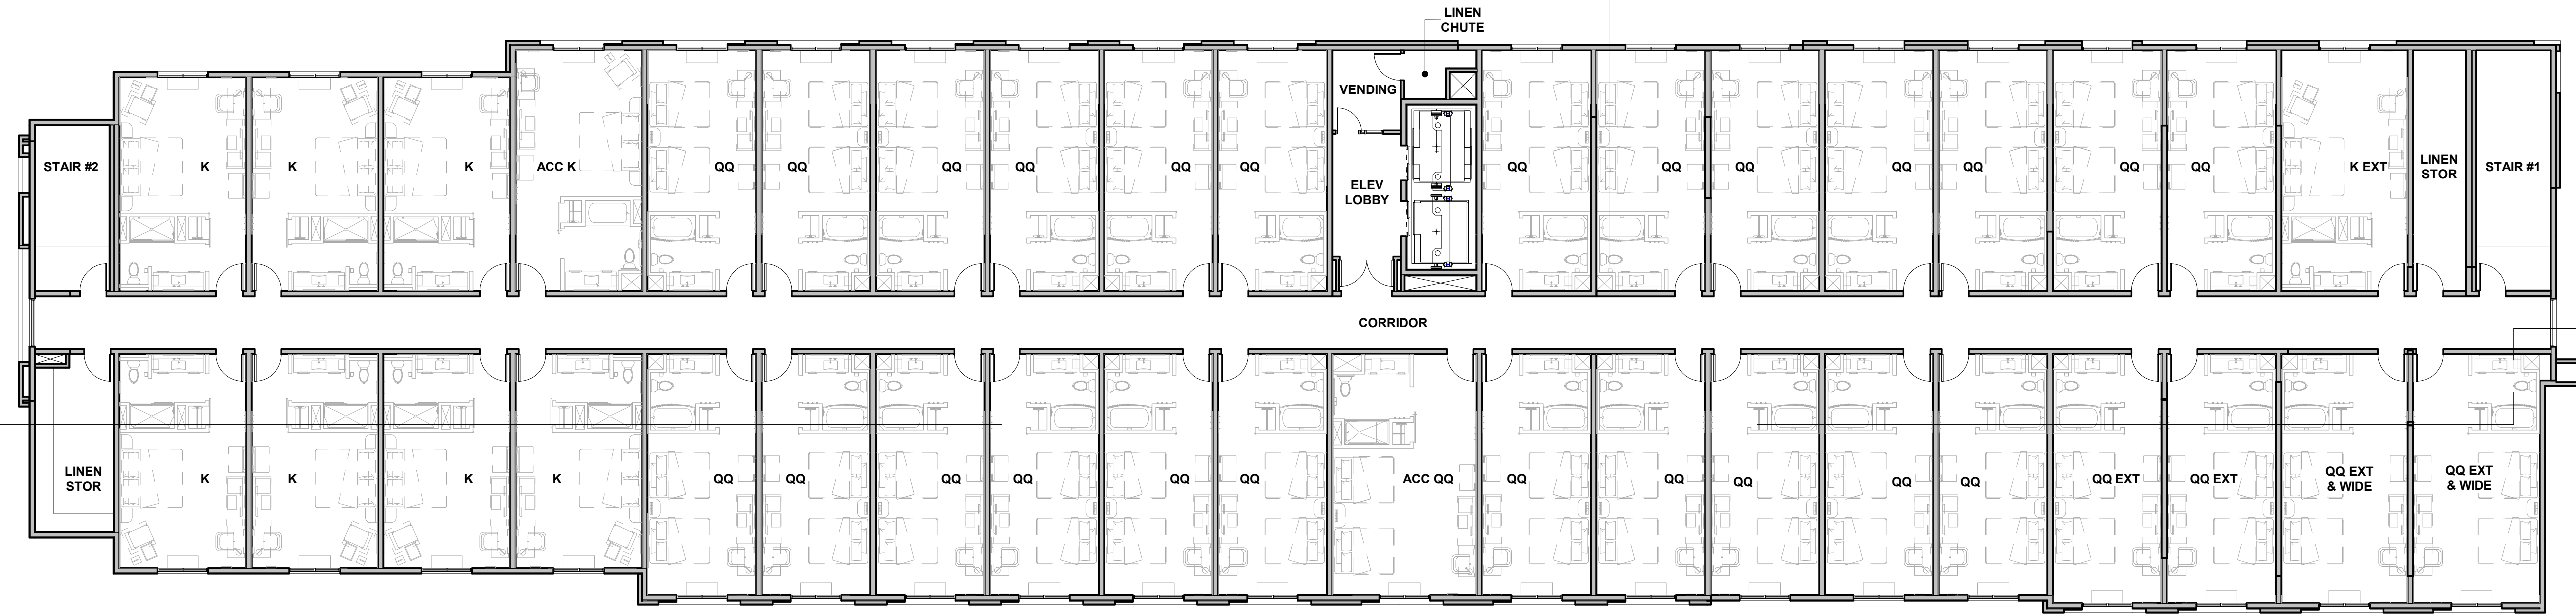 LINEN
CHUTE
VENDING
STAIR #2
K
K
K
ACC K
QQ
QQ
QQ
QQ
QQ
QQ
ELEV
LOBBY
QQ
QQ
QQ
QQ
QQ
QQ
QQ
K EXT
LINEN
STOR
STAIR #1
CORRIDOR
LINEN
STOR
K
K
K
K
QQ
QQ
QQ
QQ
QQ
QQ
ACC QQ
QQ
QQ
QQ
QQ
QQ
QQ EXT
QQ EXT
QQ EXT
& WIDE
QQ EXT
& WIDE